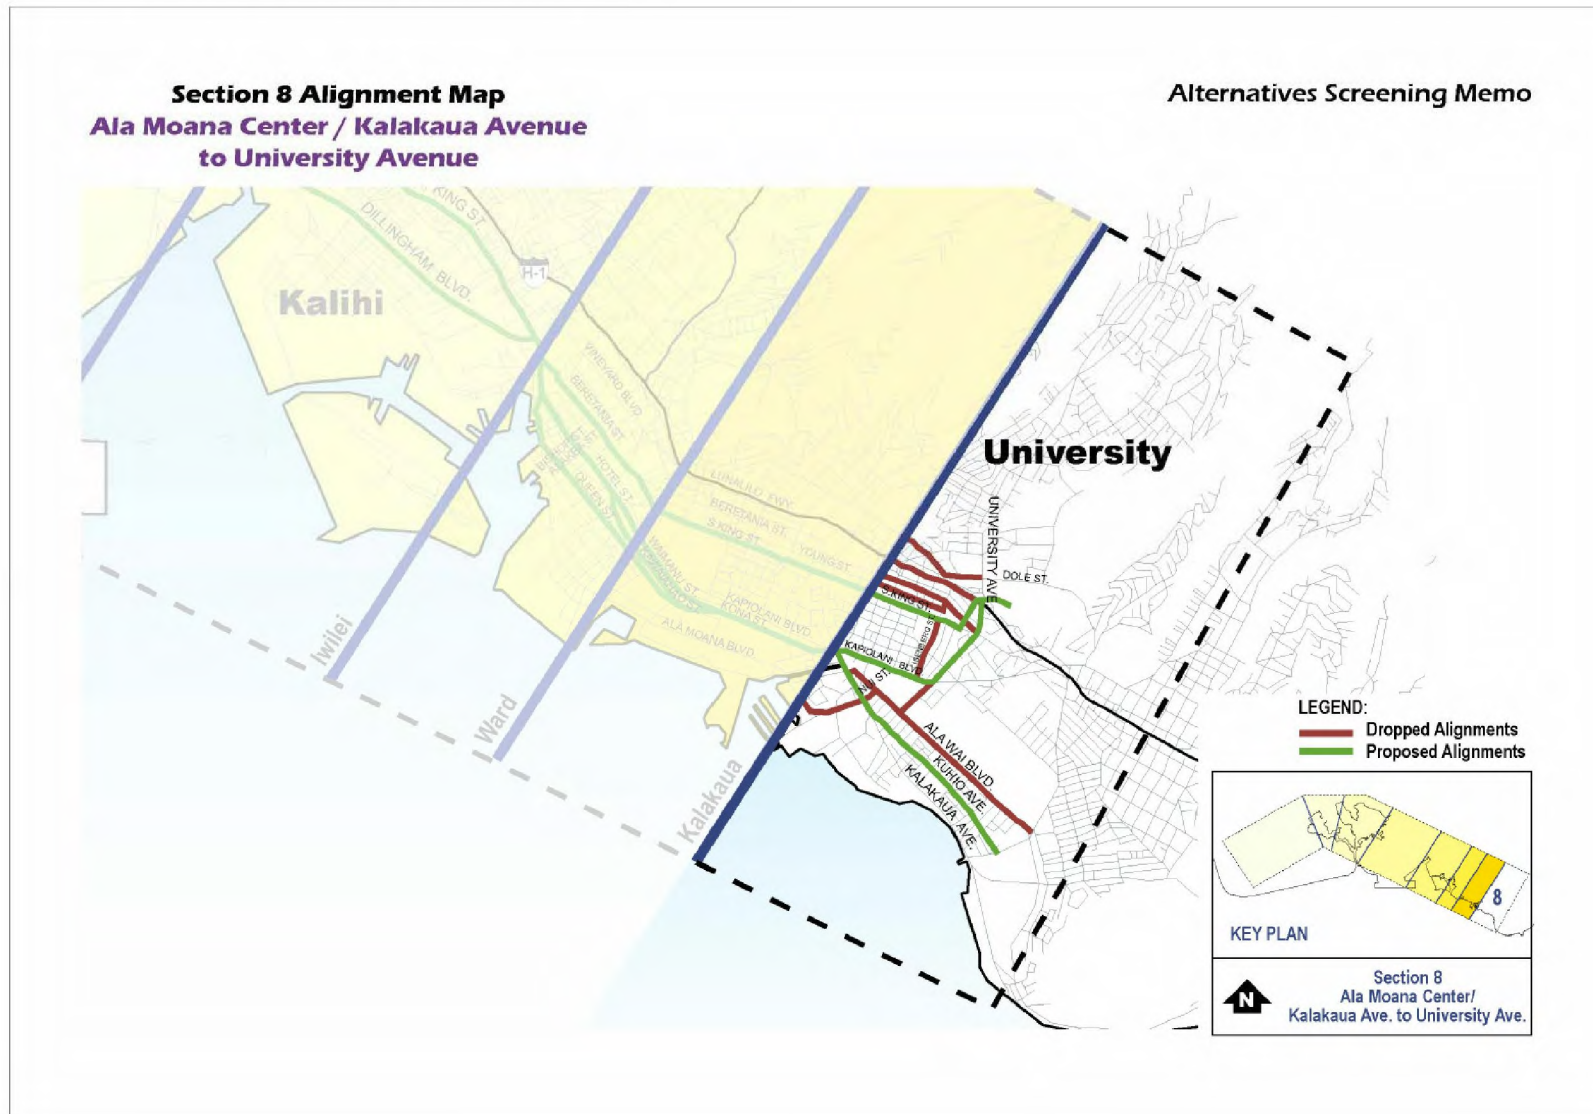 Section 8 Alignment Map
Ala Moana Center / Kalakaua Avenue
to University Avenue
Alternatives Screening Memo
KING ST.
DILLINGHAM BLVD.
H-1
Kalihi
VINEYARD BLVD.
BERETANIA ST.
HOTEL ST.
QUEEN ST.
LUNALILO FWY.
BERETANIA ST.
S.KING ST.
YOUNG ST.
KAPIOLANI BLVD.
KONA ST.
ALA MOANA BLVD.
Iwilei
Ward
Kalakaua
University
UNIVERSITY AVE.
DOLE ST.
S.KING ST.
KAPIOLANI BLVD
ALA WAI BLVD
KUHIO AVE.
KALAKAUA AVE.
LEGEND:
Dropped Alignments
Proposed Alignments
8
KEY PLAN
N
Section 8
Ala Moana Center/
Kalakaua Ave. to University Ave.